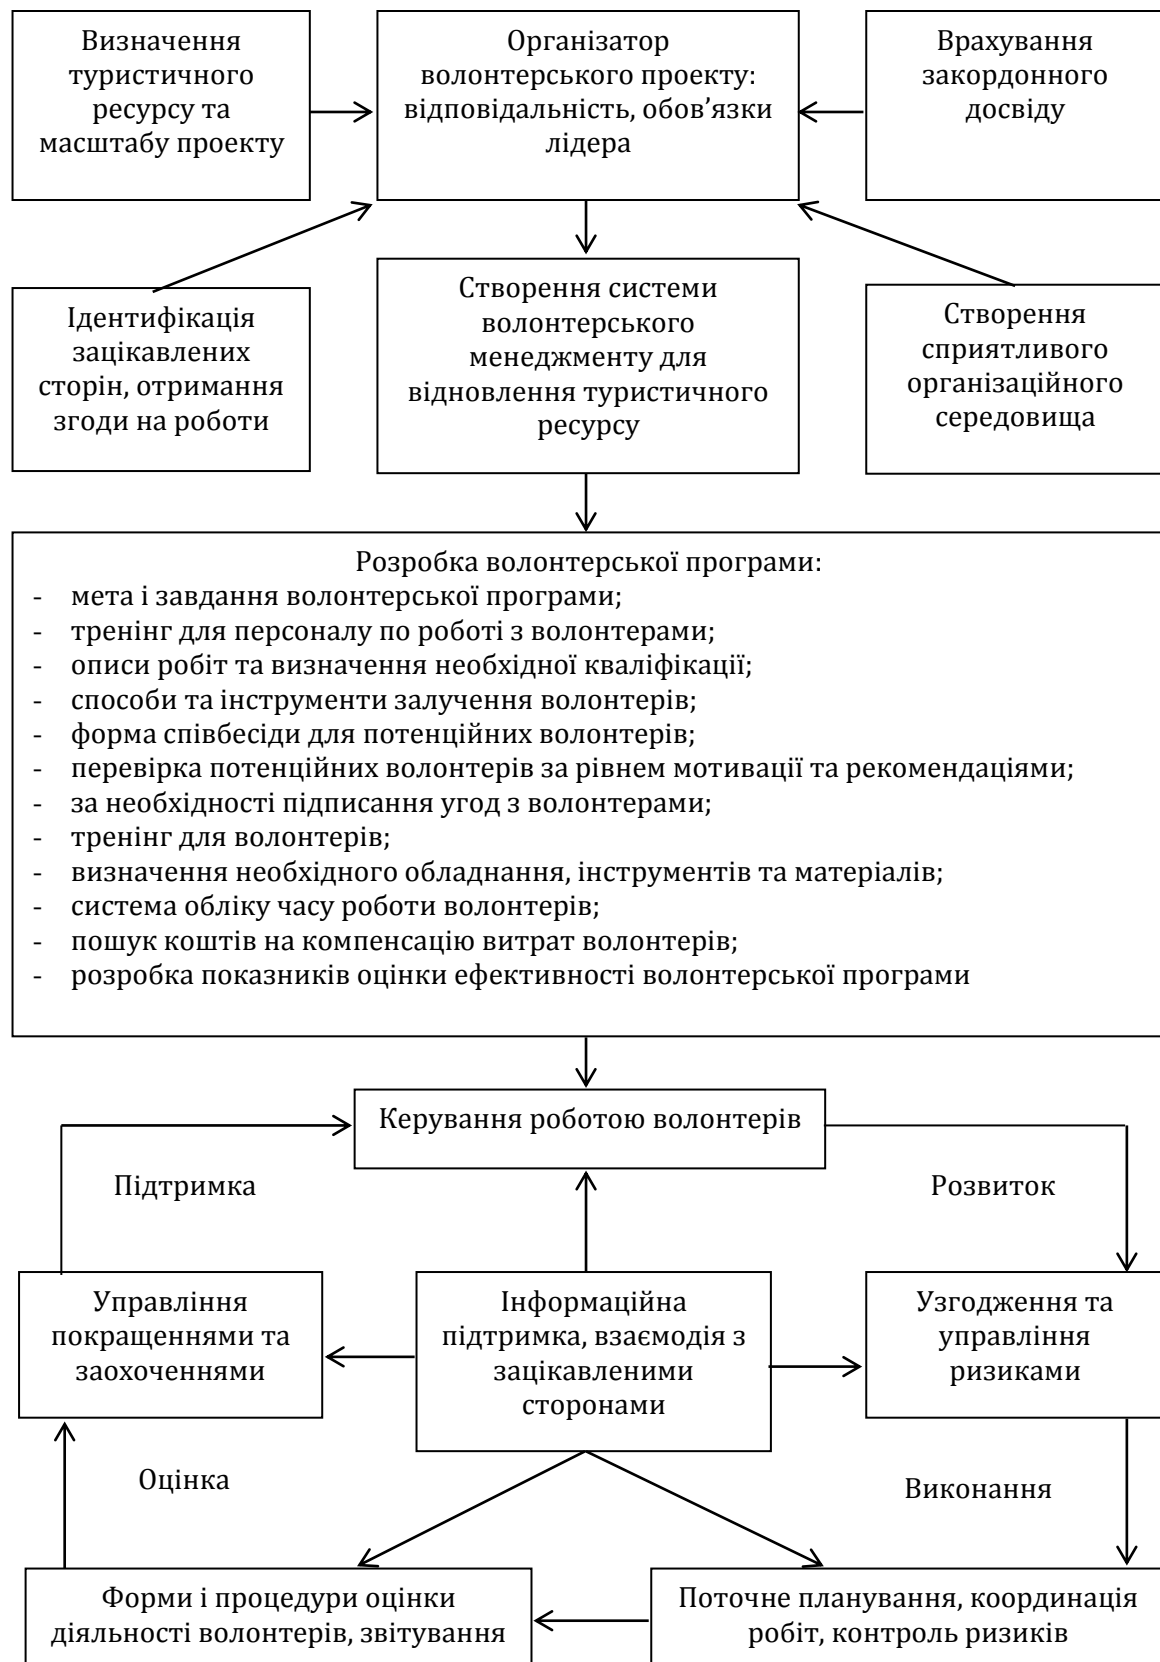 Визначення
туристичного
ресурсу та
масштабу проекту
Організатор
волонтерського проекту:
відповідальність, обов’язки
лідера
Врахування
закордонного
досвіду
Ідентифікація
зацікавлених
сторін, отримання
згоди на роботи
Створення системи
волонтерського
менеджменту для
відновлення туристичного
ресурсу
Створення
сприятливого
організаційного
середовища
Розробка волонтерської програми:
- мета і завдання волонтерської програми;
- тренінг для персоналу по роботі з волонтерами;
- описи робіт та визначення необхідної кваліфікації;
- способи та інструменти залучення волонтерів;
- форма співбесіди для потенційних волонтерів;
- перевірка потенційних волонтерів за рівнем мотивації та рекомендаціями;
- за необхідності підписання угод з волонтерами;
- тренінг для волонтерів;
- визначення необхідного обладнання, інструментів та матеріалів;
- система обліку часу роботи волонтерів;
- пошук коштів на компенсацію витрат волонтерів;
- розробка показників оцінки ефективності волонтерської програми
Керування роботою волонтерів
Підтримка
Розвиток
Управління
покращеннями та
заохоченнями
Інформаційна
підтримка, взаємодія з
зацікавленими
сторонами
Узгодження та
управління
ризиками
Оцінка
Виконання
Форми і процедури оцінки
діяльності волонтерів, звітування
Поточне планування, координація
робіт, контроль ризиків